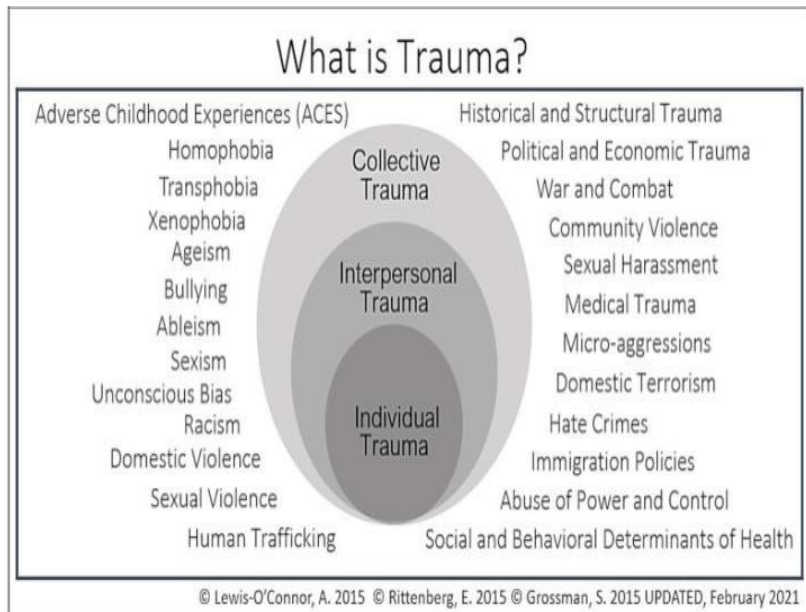 What is Trauma?
Adverse Childhood Experiences (ACES)
Homophobia
Transphobia
Xenophobia
Ageism
Bullying
Ableism
Sexism
Unconscious Bias
Racism
Domestic Violence
Sexual Violence
Human Trafficking
Collective
Trauma
Interpersonal
Trauma
Individual
Trauma
Historical and Structural Trauma
Political and Economic Trauma
War and Combat
Community Violence
Sexual Harassment
Medical Trauma
Micro-aggressions
Domestic Terrorism
Hate Crimes
Immigration Policies
Abuse of Power and Control
Social and Behavioral Determinants of Health
© Lewis-O'Connor, A. 2015 © Rittenberg, E. 2015 © Grossman, S. 2015 UPDATED, February 2021